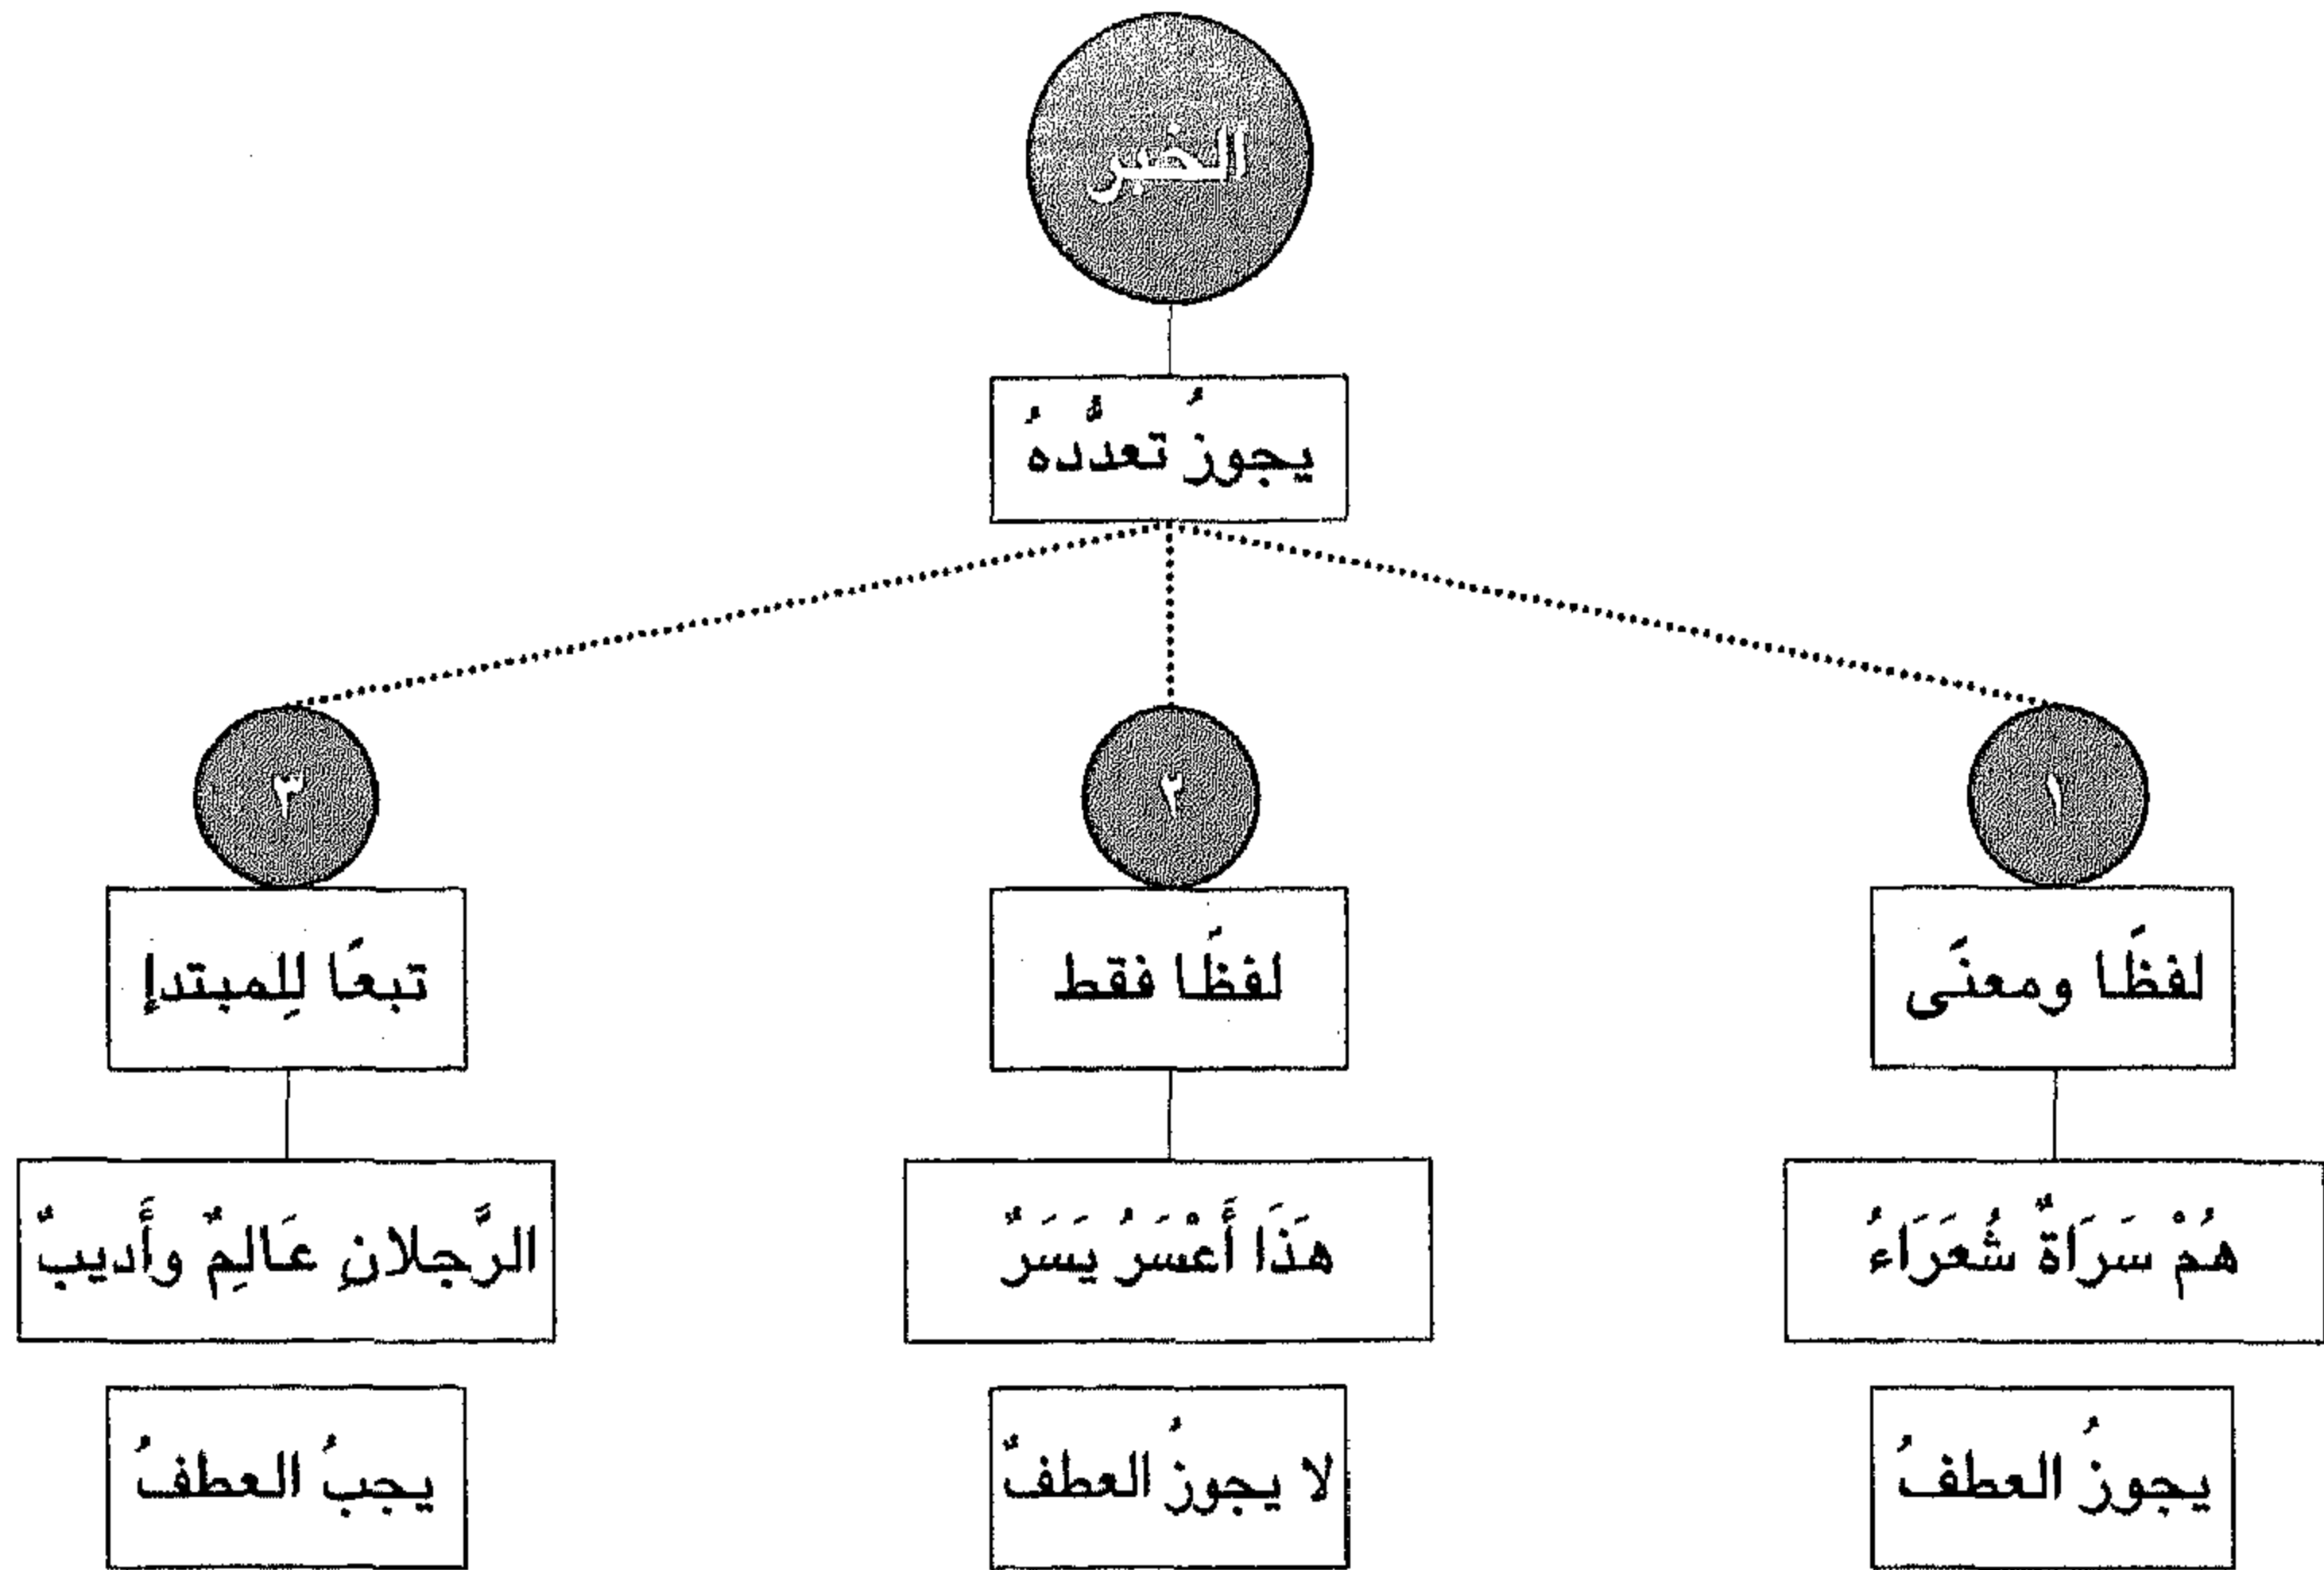 الخبر
يجوزُ تعدُّدهُ
١
٢
٣
لفظًا ومعنًى
لفظًا فقط
تبعًا لِلمبتدإ
هُمْ سَرَاةٌ شُعَرَاءُ
هَذَا أَعْسَرُ يَسَرٌ
الرَّجلانِ عَالِمٌ وأَديبٌ
يجوزُ العطفُ
لا يجوزُ العطفُ
يجبُ العطفُ